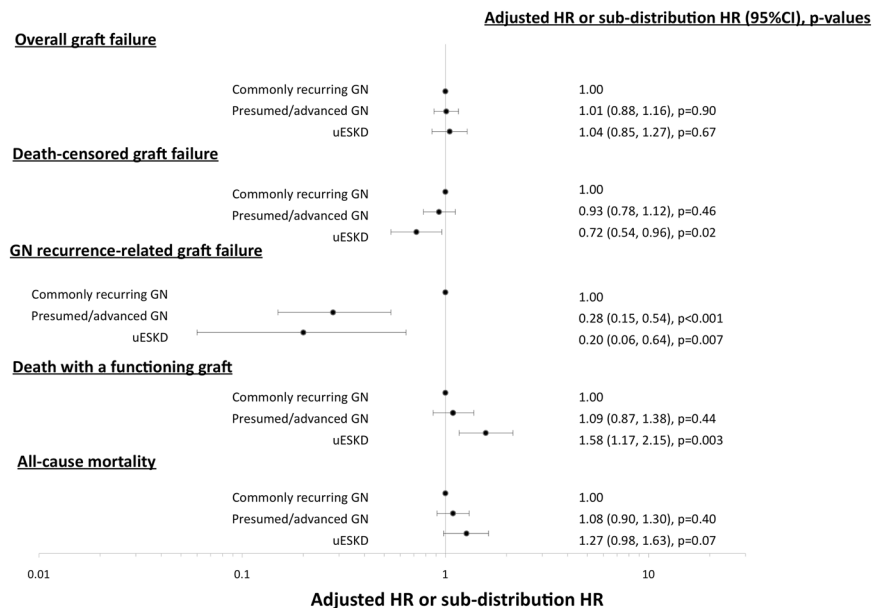 Adjusted HR or sub-distribution HR (95%CI), p-values
Overall graft failure
Commonly recurring GN 1.00
Presumed/advanced GN 1.01 (0.88, 1.16), p=0.90
uESKD 1.04 (0.85, 1.27), p=0.67
Death-censored graft failure
Commonly recurring GN 1.00
Presumed/advanced GN 0.93 (0.78, 1.12), p=0.46
uESKD 0.72 (0.54, 0.96), p=0.02
GN recurrence-related graft failure
Commonly recurring GN 1.00
Presumed/advanced GN 0.28 (0.15, 0.54), p<0.001
uESKD 0.20 (0.06, 0.64), p=0.007
Death with a functioning graft
Commonly recurring GN 1.00
Presumed/advanced GN 1.09 (0.87, 1.38), p=0.44
uESKD 1.58 (1.17, 2.15), p=0.003
All-cause mortality
Commonly recurring GN 1.00
Presumed/advanced GN 1.08 (0.90, 1.30), p=0.40
uESKD 1.27 (0.98, 1.63), p=0.07
0.01 0.1 1 10
Adjusted HR or sub-distribution HR